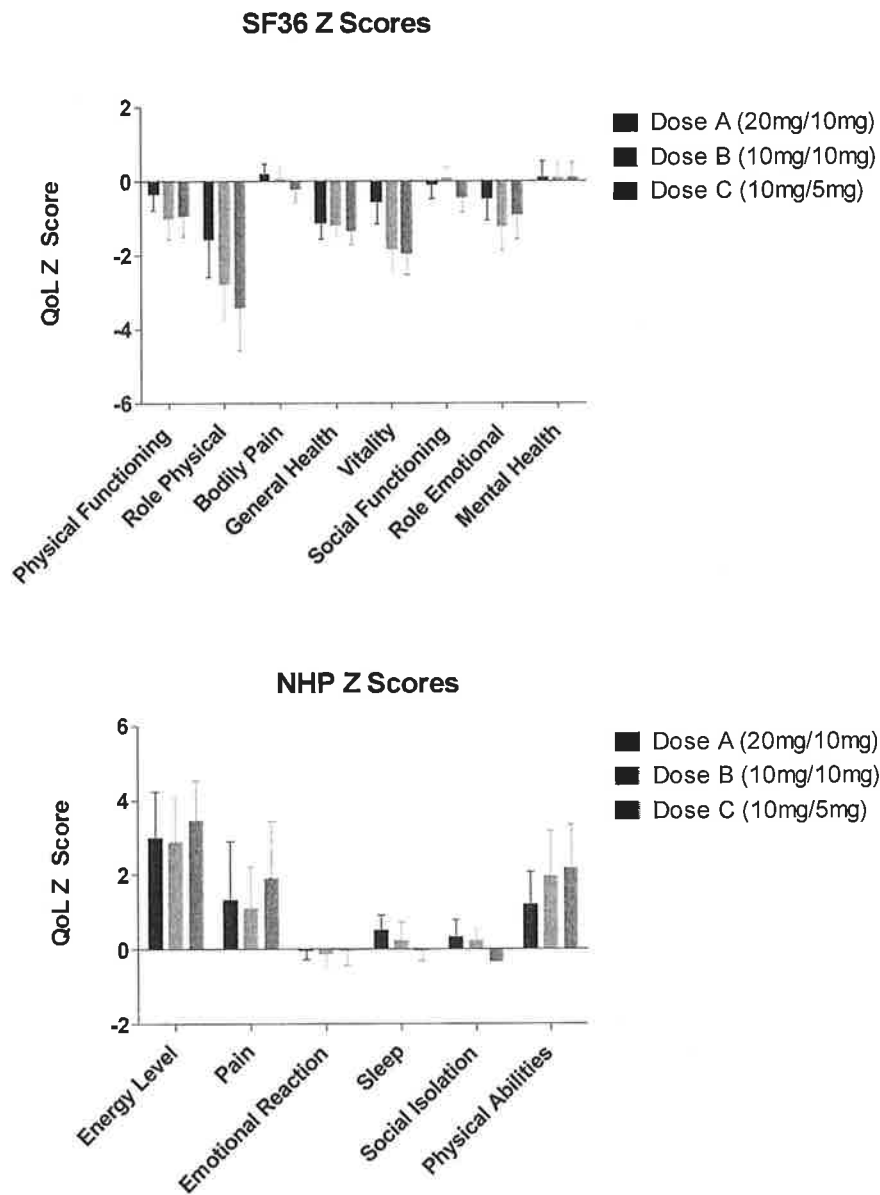 SF36 Z Scores
2
0
-2
-4
-6
QoL Z Score
Dose A (20mg/10mg)
Dose B (10mg/10mg)
Dose C (10mg/5mg)
Physical Functioning
Role Physical
Bodily Pain
General Health
Vitality
Social Functioning
Role Emotional
Mental Health
NHP Z Scores
6
4
2
0
-2
QoL Z Score
Dose A (20mg/10mg)
Dose B (10mg/10mg)
Dose C (10mg/5mg)
Energy Level
Pain
Emotional Reaction
Sleep
Social Isolation
Physical Abilities